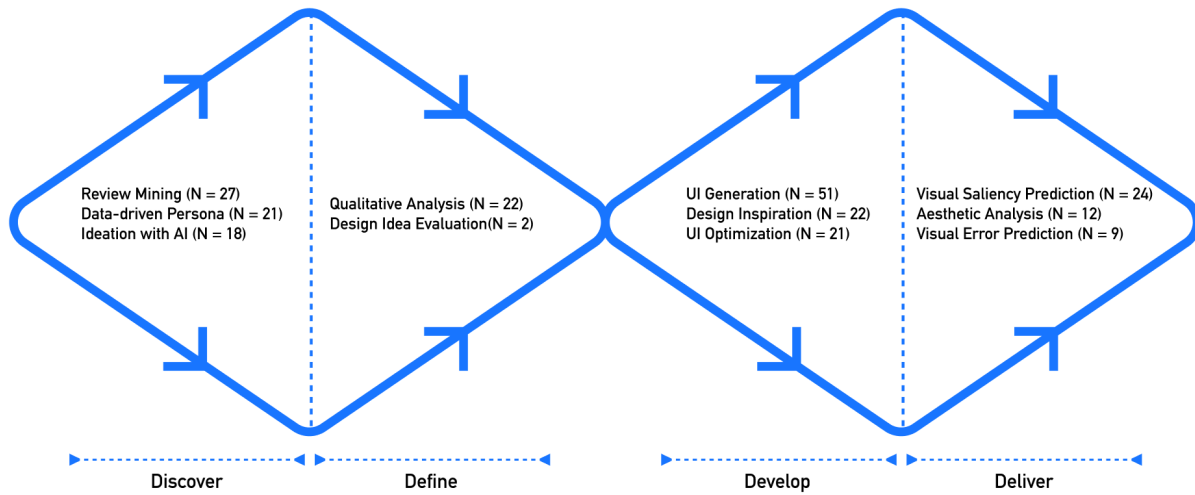 Review Mining (N = 27)
Data-driven Persona (N = 21)
Ideation with AI (N = 18)
Qualitative Analysis (N = 22)
Design Idea Evaluation(N = 2)
UI Generation (N = 51)
Design Inspiration (N = 22)
UI Optimization (N = 21)
Visual Saliency Prediction (N = 24)
Aesthetic Analysis (N = 12)
Visual Error Prediction (N = 9)
Discover
Define
Develop
Deliver